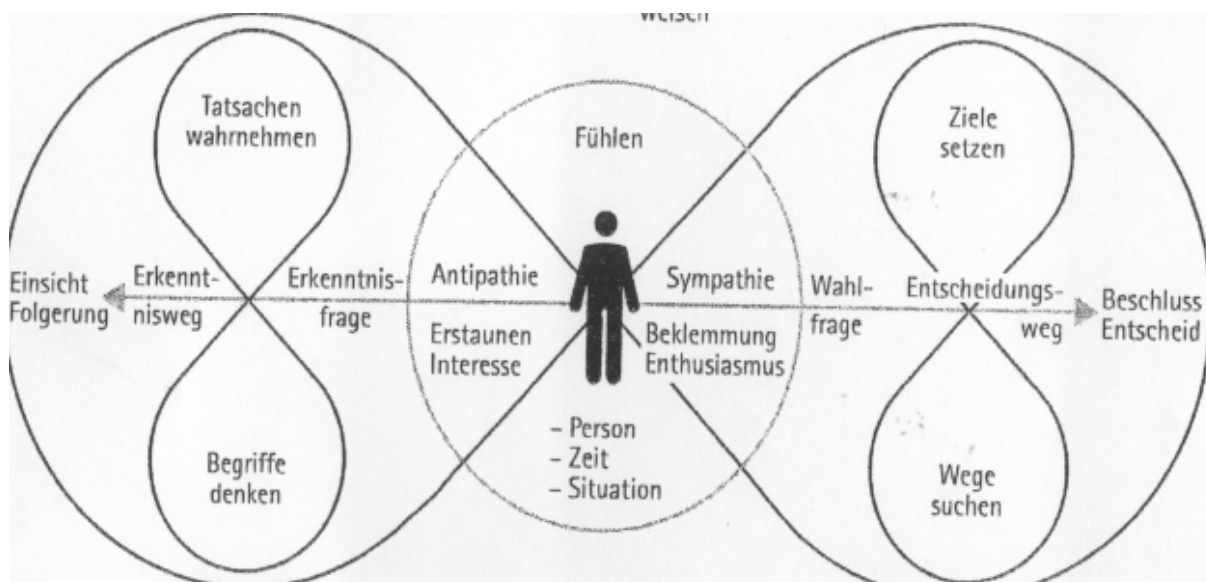 weisen
Tatsachen
wahrnehmen
Fühlen
Ziele
setzen
Einsicht
Folgerung
Erkennt-
nisweg
Erkenntnis-
frage
Antipathie
Erstaunen
Interesse
Sympathie
Beklemmung
Enthusiasmus
Wahl-
frage
Entscheidungs-
weg
Beschluss
Entscheid
– Person
– Zeit
– Situation
Begriffe
denken
Wege
suchen